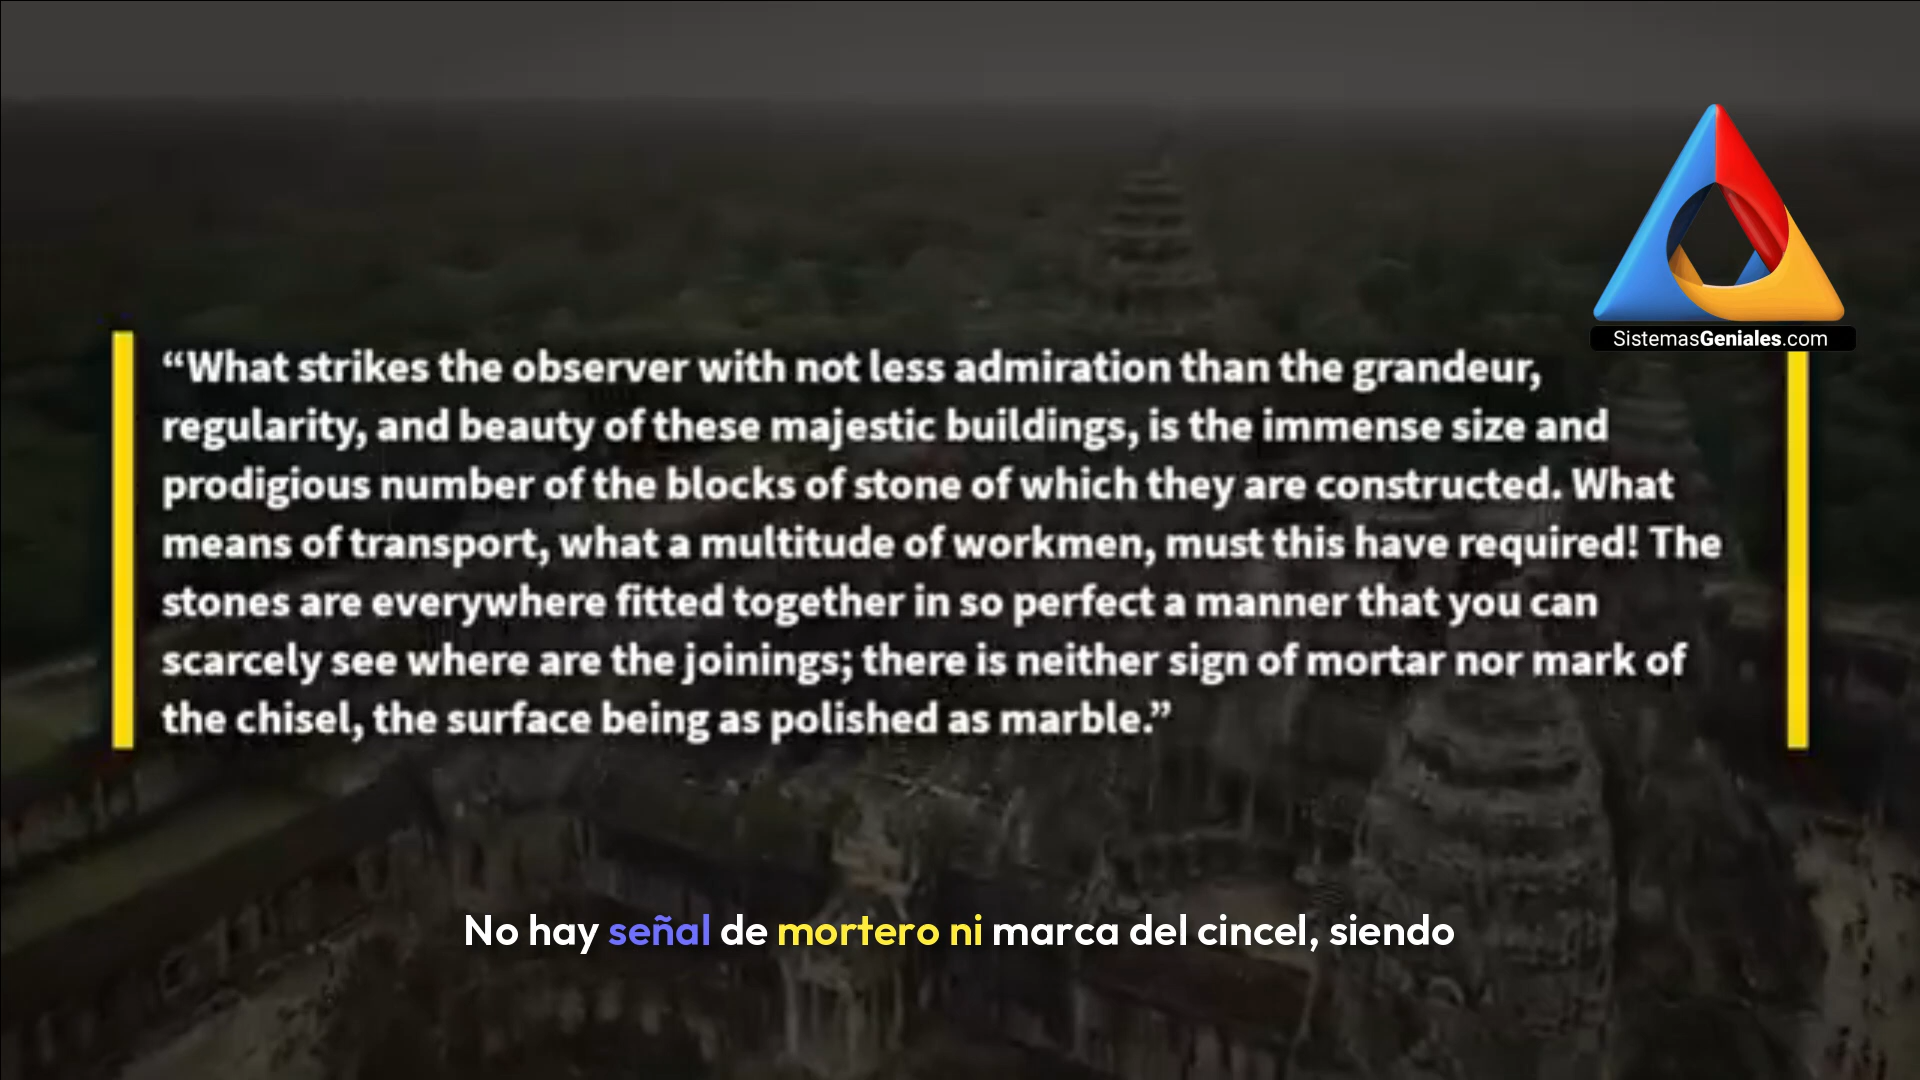 SistemasGeniales.com
“What strikes the observer with not less admiration than the grandeur,
regularity, and beauty of these majestic buildings, is the immense size and
prodigious number of the blocks of stone of which they are constructed. What
means of transport, what a multitude of workmen, must this have required! The
stones are everywhere fitted together in so perfect a manner that you can
scarcely see where are the joinings; there is neither sign of mortar nor mark of
the chisel, the surface being as polished as marble.”
No hay señal de mortero ni marca del cincel, siendo